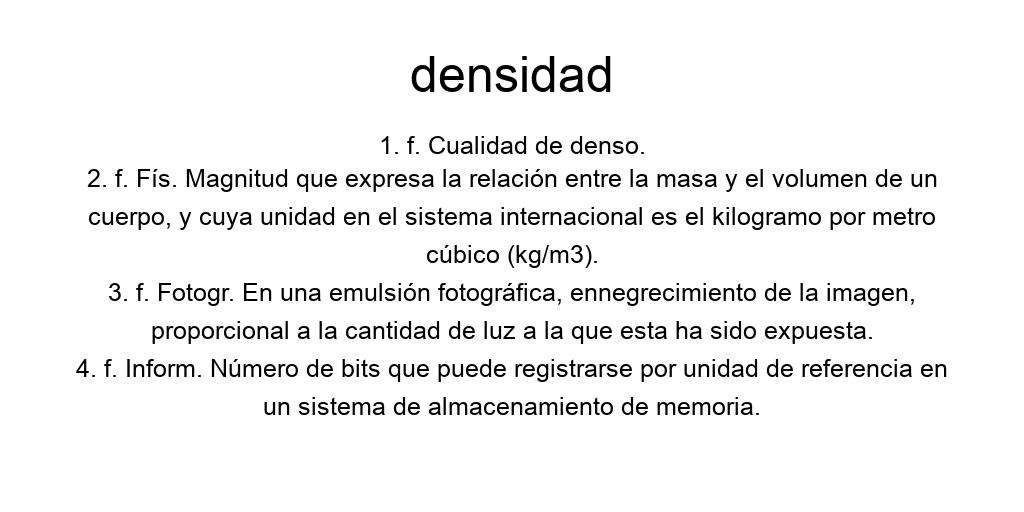 densidad
1. f. Cualidad de denso.
2. f. Fís. Magnitud que expresa la relación entre la masa y el volumen de un
cuerpo, y cuya unidad en el sistema internacional es el kilogramo por metro
cúbico (kg/m3).
3. f. Fotogr. En una emulsión fotográfica, ennegrecimiento de la imagen,
proporcional a la cantidad de luz a la que esta ha sido expuesta.
4. f. Inform. Número de bits que puede registrarse por unidad de referencia en
un sistema de almacenamiento de memoria.